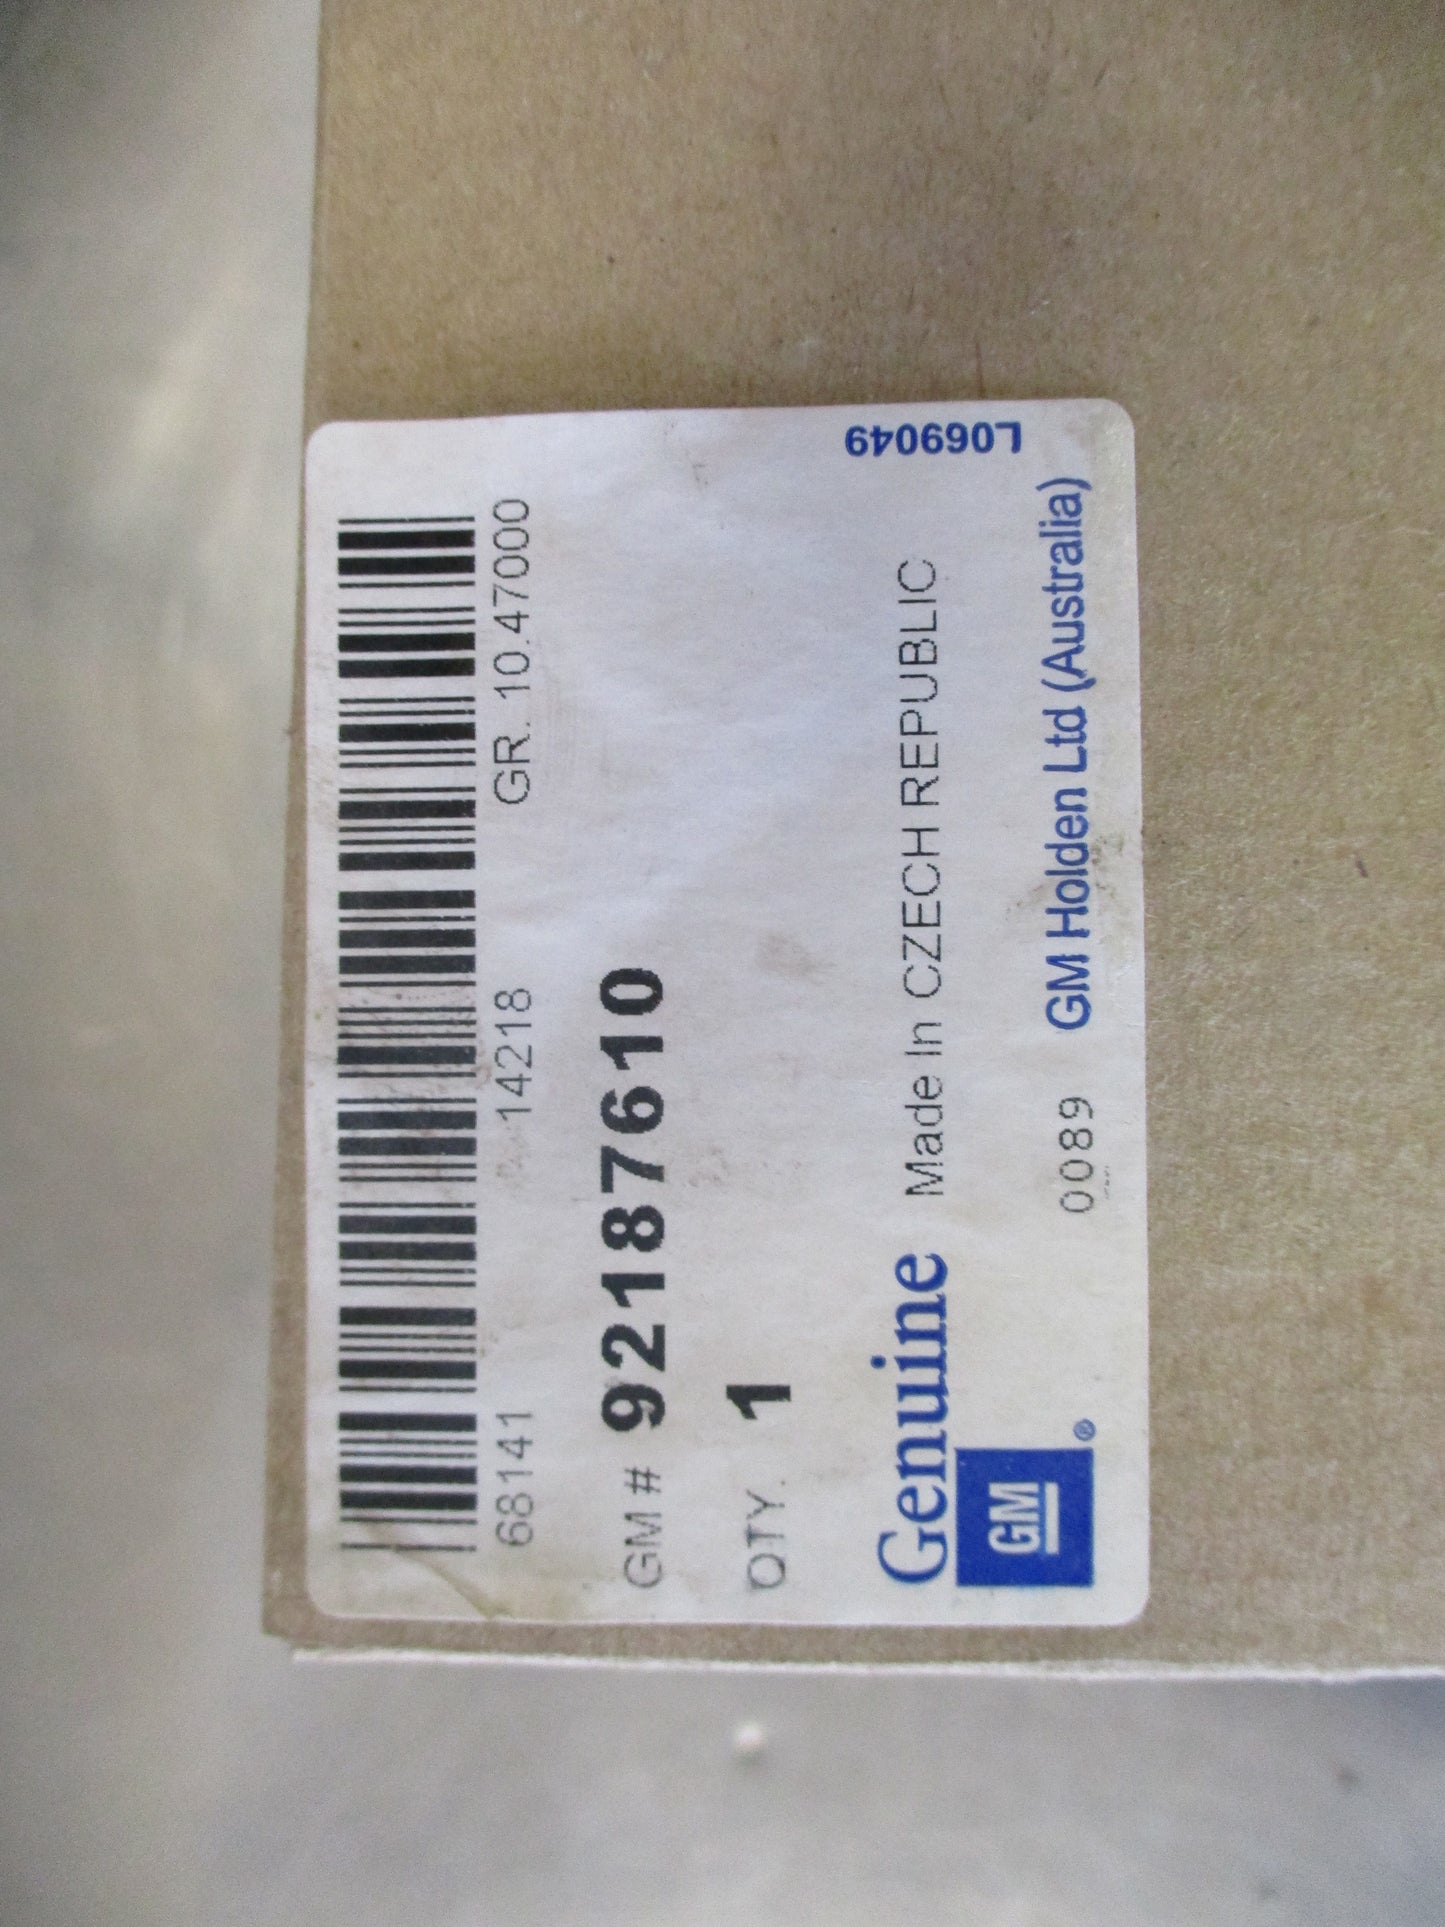 68141 14218 GR. 10.47000
GM # 92187610
QTY. 1
Genuine Made In CZECH REPUBLIC
GM ®
0089 GM Holden Ltd (Australia)
L069049